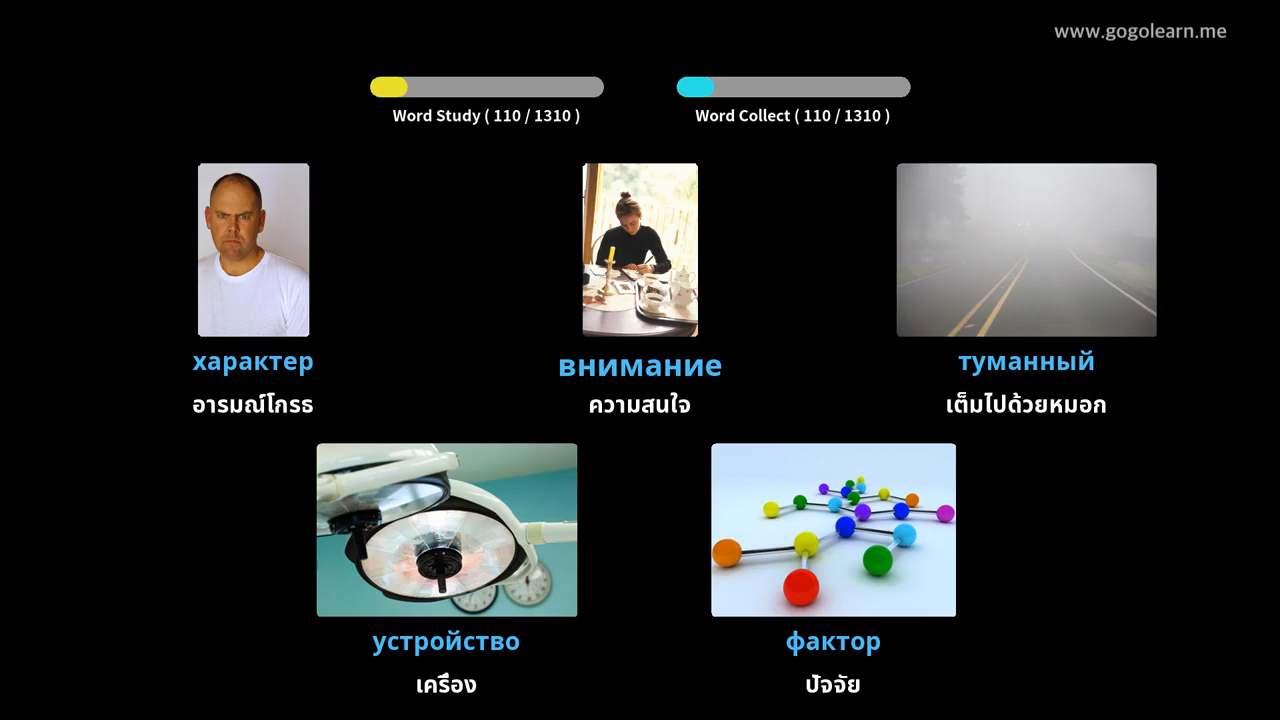 www.gogolearn.me
Word Study ( 110 / 1310 )
Word Collect ( 110 / 1310 )
характер
внимание
туманный
อารมณ์โกรธ
ความสนใจ
เต็มไปด้วยหมอก
устройство
фактор
เครื่อง
ปัจจัย